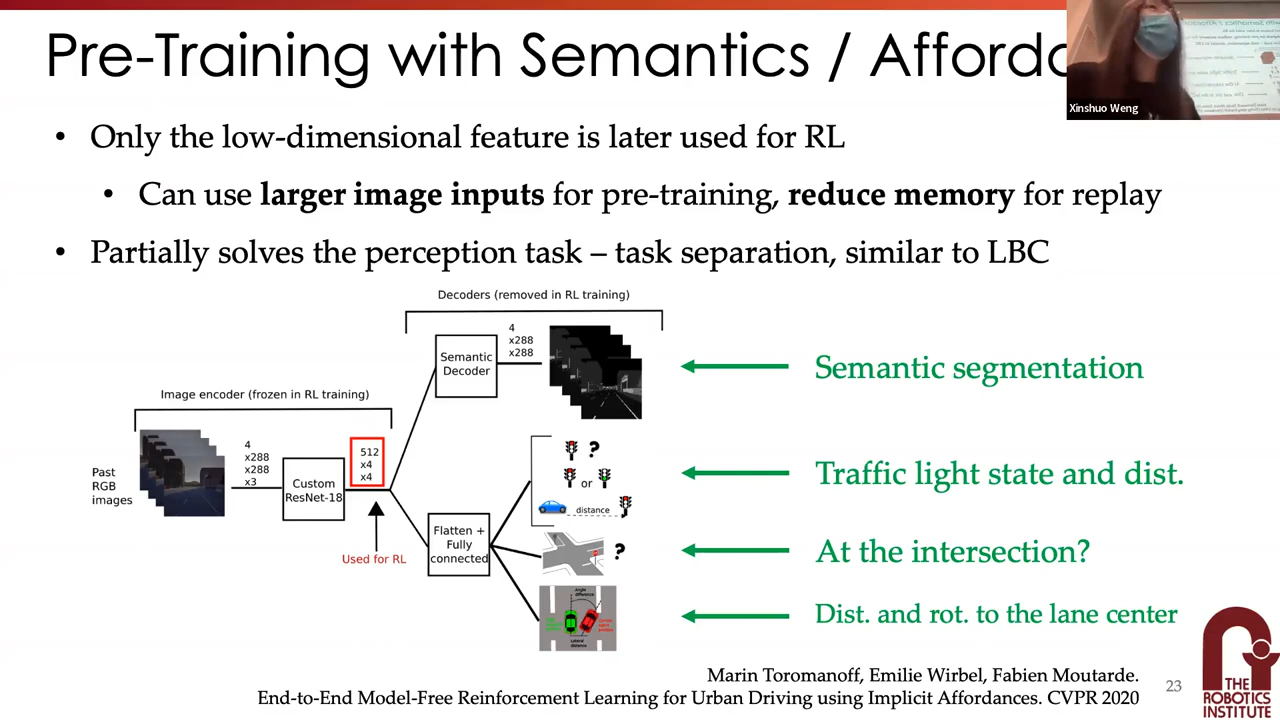 Pre-Training with Semantics / Afforda
Xinshuo Weng
• Only the low-dimensional feature is later used for RL
• Can use larger image inputs for pre-training, reduce memory for replay
• Partially solves the perception task – task separation, similar to LBC
Decoders (removed in RL training)
Semantic
Decoder
4
x288
x288
Semantic segmentation
Image encoder (frozen in RL training)
Past
RGB
images
4
x288
x288
x3
Custom
ResNet-18
512
x4
x4
Used for RL
Flatten +
Fully
connected
?
or
distance
Traffic light state and dist.
?
At the intersection?
Angle
difference
Lateral
distance
Dist. and rot. to the lane center
Marin Toromanoff, Emilie Wirbel, Fabien Moutarde.
End-to-End Model-Free Reinforcement Learning for Urban Driving using Implicit Affordances. CVPR 2020
23
THE
ROBOTICS
INSTITUTE